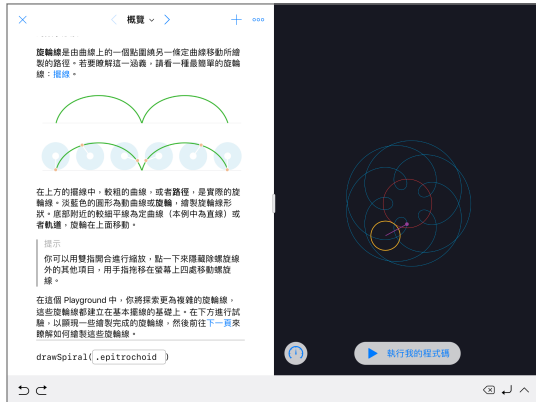 概覽
旋輪線是由曲線上的一個點圍繞另一條定曲線移動所繪
製的路徑。若要瞭解這一涵義，請看一種最簡單的旋輪
線：擺線。
在上方的擺線中，較粗的曲線，或者路徑，是實際的旋
輪線。淡藍色的圓形為動曲線或旋輪，繪製旋輪線形
狀。底部附近的較細平線為定曲線（本例中為直線）或
者軌道，旋輪在上面移動。
提示
你可以用雙指開合進行縮放，點一下來隱藏除螺旋線
外的其他項目，用手指拖移在螢幕上四處移動螺旋
線。
在這個 Playground 中，你將探索更為複雜的旋輪線，
這些旋輪線都建立在基本擺線的基礎上。在下方進行試
驗，以顯現一些繪製完成的旋輪線，然後前往下一頁來
瞭解如何繪製這些旋輪線。
drawSpiral( .epitrochoid )
執行我的程式碼